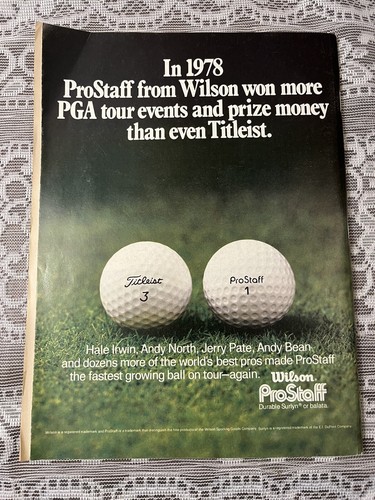 In 1978
ProStaff from Wilson won more
PGA tour events and prize money
than even Titleist.
Titleist
3
ProStaff
1
Hale Irwin, Andy North, Jerry Pate, Andy Bean
and dozens more of the world's best pros made ProStaff
the fastest growing ball on tour—again.
Wilson®
ProStaff
Durable Surlyn® or balata.